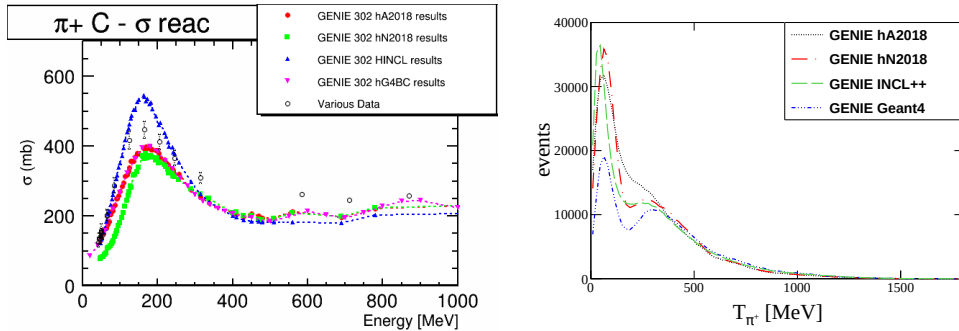 π+ C - σ reac
GENIE 302 hA2018 results
GENIE 302 hN2018 results
GENIE 302 HINCL results
GENIE 302 hG4BC results
Various Data
σ (mb)
600
400
200
0
0 200 400 600 800 1000
Energy [MeV]
events
40000
30000
20000
10000
0
0 500 1000 1500
Tπ+ [MeV]
GENIE hA2018
GENIE hN2018
GENIE INCL++
GENIE Geant4